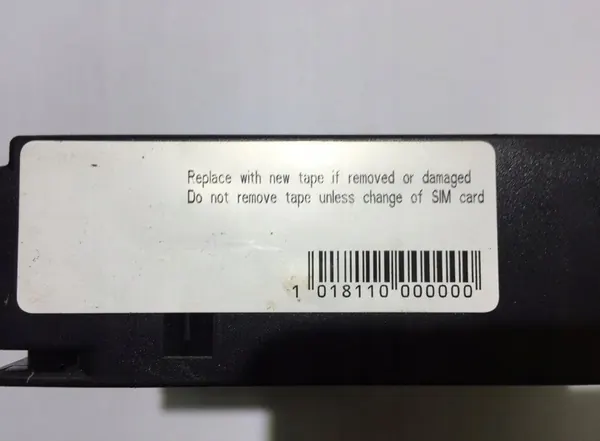 Replace with new tape if removed or damaged
Do not remove tape unless change of SIM card
1 018110 000000